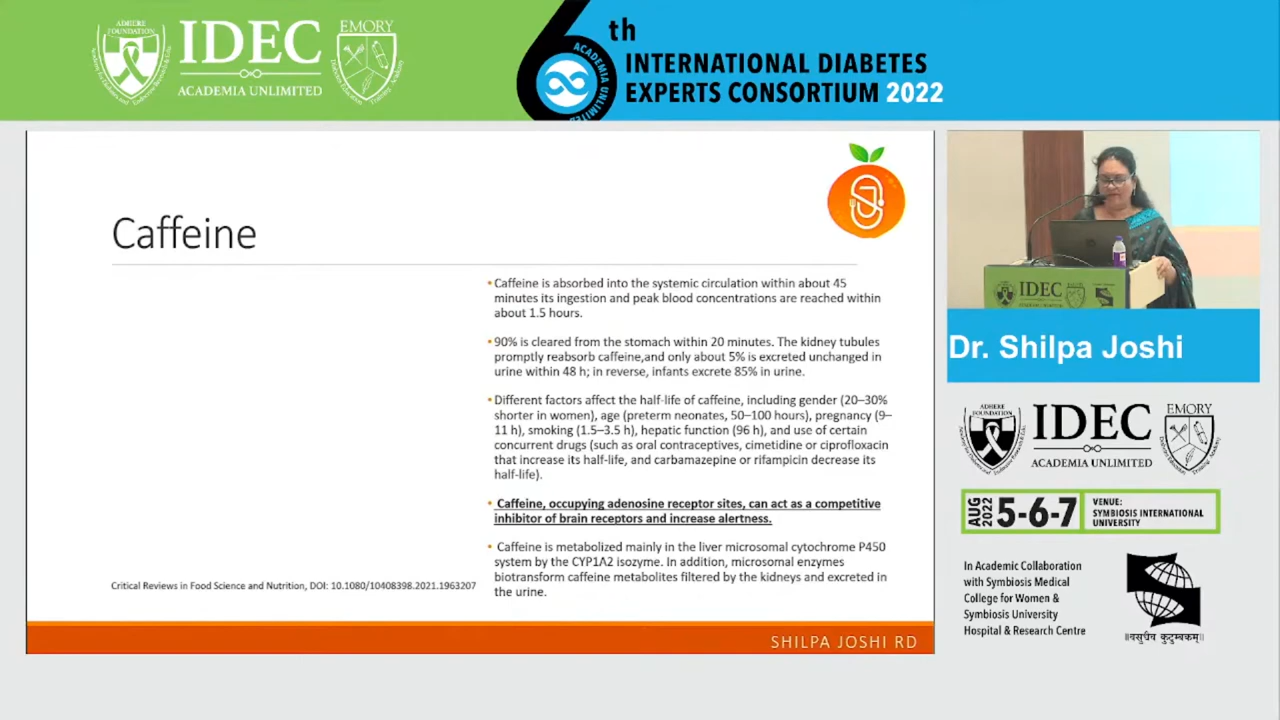 ADHERE
FOUNDATION
IDEC
ACADEMIA UNLIMITED
EMORY
6th
INTERNATIONAL DIABETES
EXPERTS CONSORTIUM 2022
ACADEMIA UNLIMITED
Caffeine
•Caffeine is absorbed into the systemic circulation within about 45
minutes its ingestion and peak blood concentrations are reached within
about 1.5 hours.
•90% is cleared from the stomach within 20 minutes. The kidney tubules
promptly reabsorb caffeine,and only about 5% is excreted unchanged in
urine within 48 h; in reverse, infants excrete 85% in urine.
•Different factors affect the half-life of caffeine, including gender (20–30%
shorter in women), age (preterm neonates, 50–100 hours), pregnancy (9–
11 h), smoking (1.5–3.5 h), hepatic function (96 h), and use of certain
concurrent drugs (such as oral contraceptives, cimetidine or ciprofloxacin
that increase its half-life, and carbamazepine or rifampicin decrease its
half-life).
• Caffeine, occupying adenosine receptor sites, can act as a competitive
inhibitor of brain receptors and increase alertness.
• Caffeine is metabolized mainly in the liver microsomal cytochrome P450
system by the CYP1A2 isozyme. In addition, microsomal enzymes
biotransform caffeine metabolites filtered by the kidneys and excreted in
the urine.
Critical Reviews in Food Science and Nutrition, DOI: 10.1080/10408398.2021.1963207
SHILPA JOSHI RD
IDEC
Dr. Shilpa Joshi
ADHERE
FOUNDATION
IDEC
ACADEMIA UNLIMITED
EMORY
AUG
2022
5-6-7
VENUE:
SYMBIOSIS INTERNATIONAL
UNIVERSITY
In Academic Collaboration
with Symbiosis Medical
College for Women &
Symbiosis University
Hospital & Research Centre
॥वसुधैव कुटुम्बकम्॥